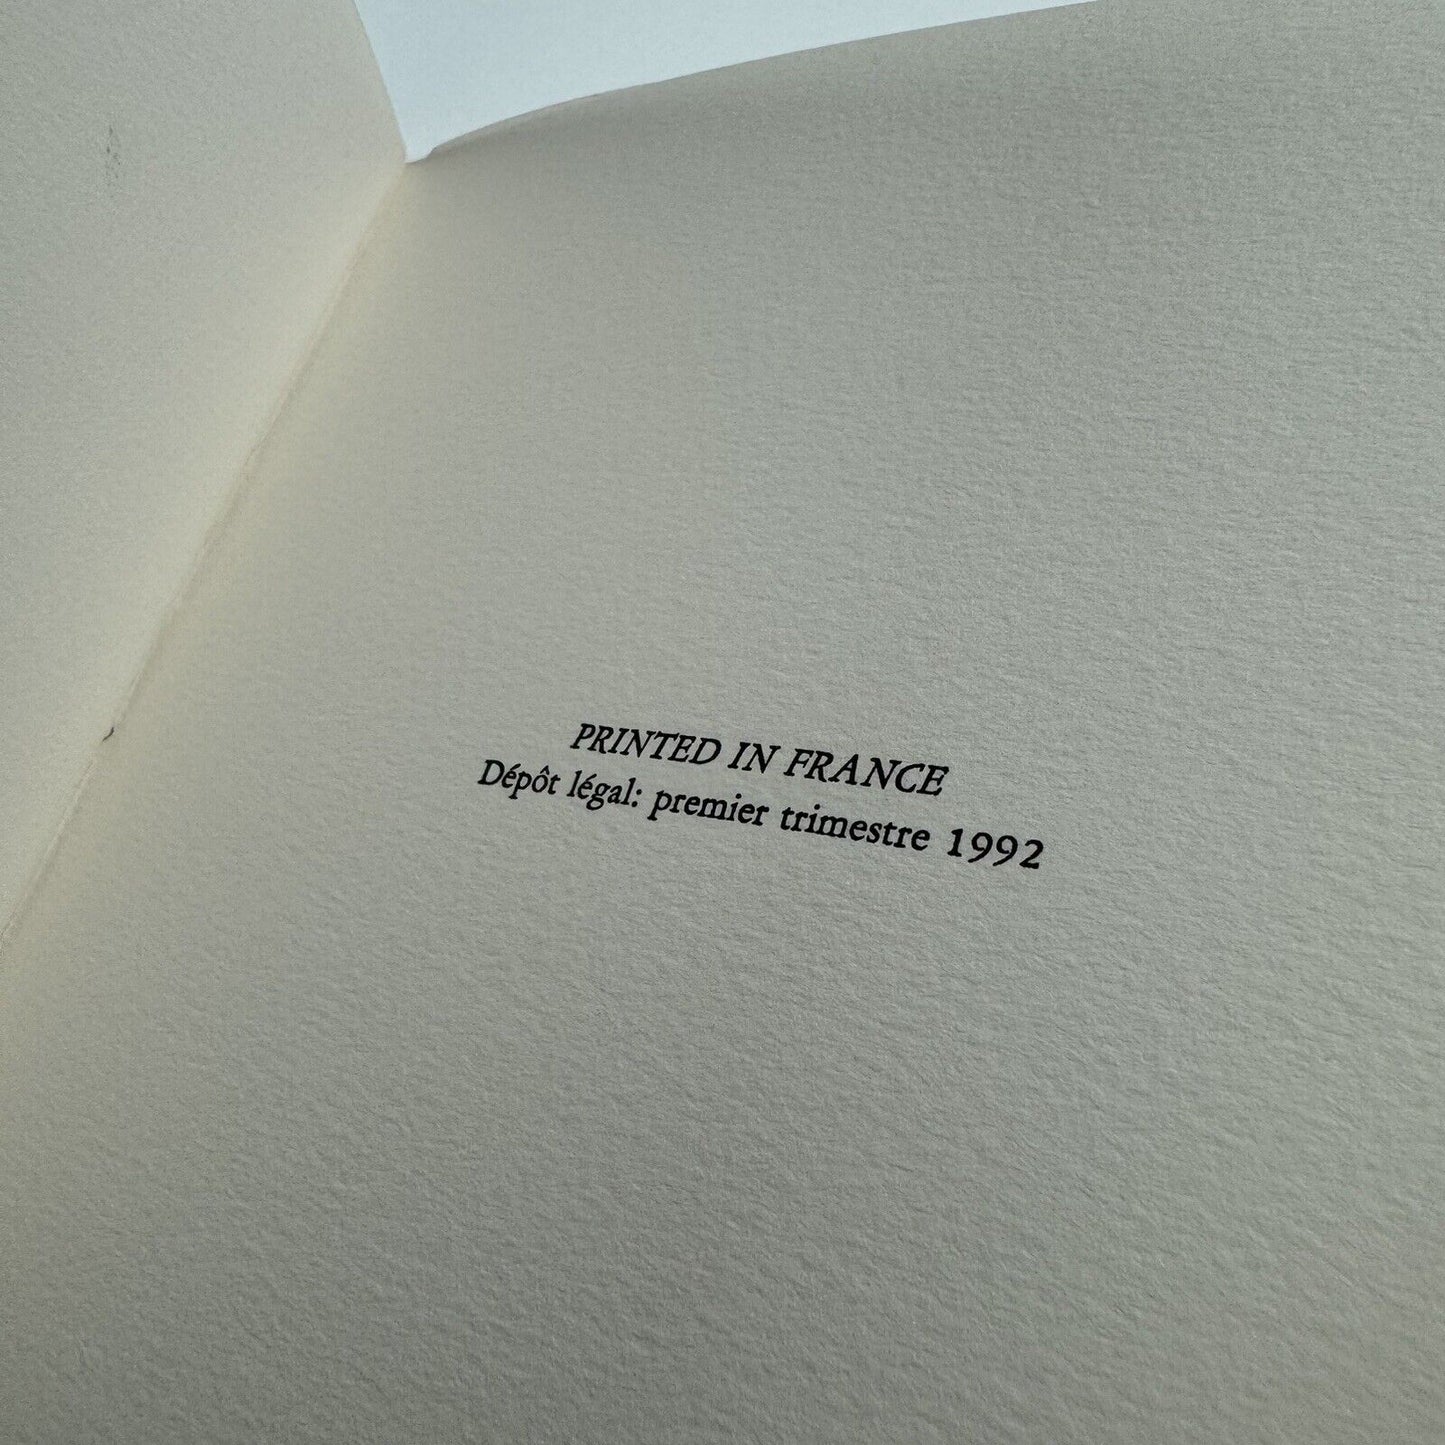 PRINTED IN FRANCE
Dépôt légal: premier trimestre 1992